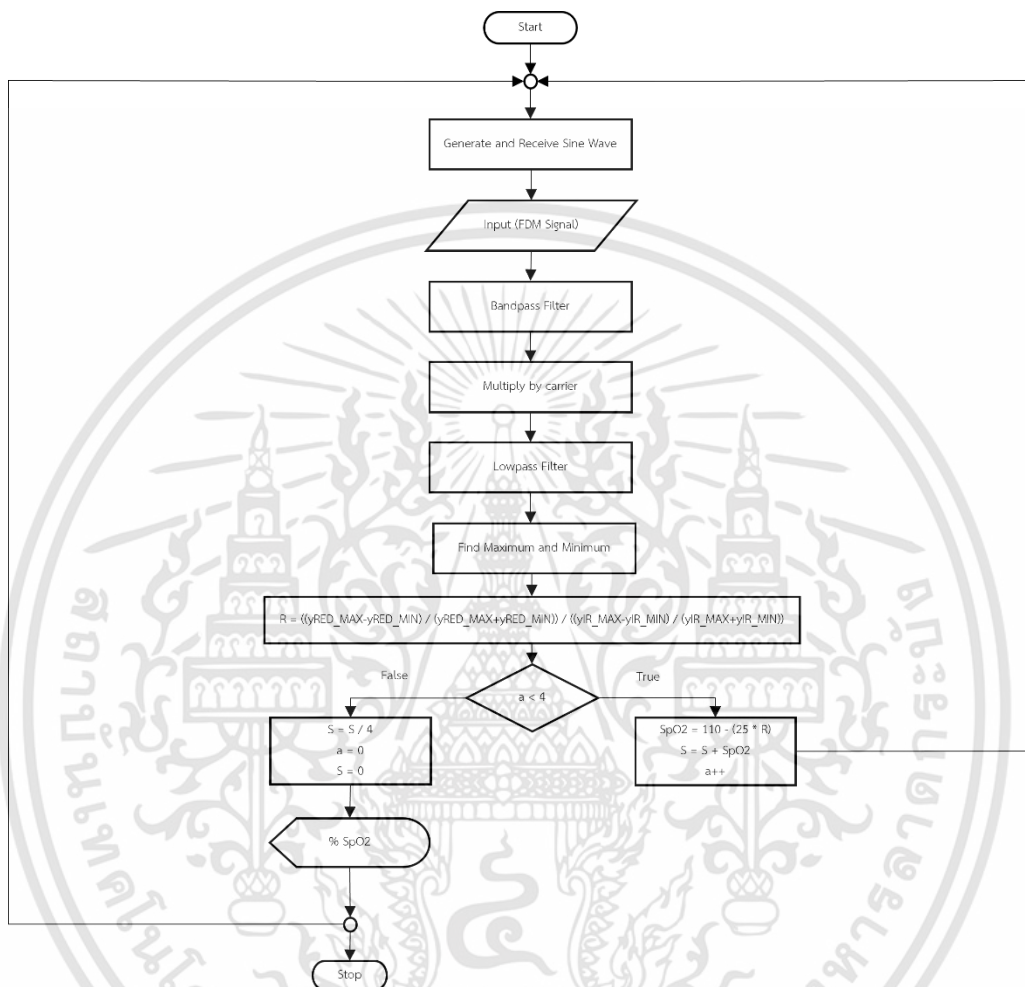 Start
Generate and Receive Sine Wave
Input (FDM Signal)
Bandpass Filter
Multiply by carrier
Lowpass Filter
Find Maximum and Minimum
R = ((yRED_MAX-yRED_MIN) / (yRED_MAX+yRED_MIN)) / ((yIR_MAX-yIR_MIN) / (yIR_MAX+yIR_MIN))
False
True
a < 4
S = S / 4
a = 0
S = 0
SpO2 = 110 - (25 * R)
S = S + SpO2
a++
% SpO2
Stop